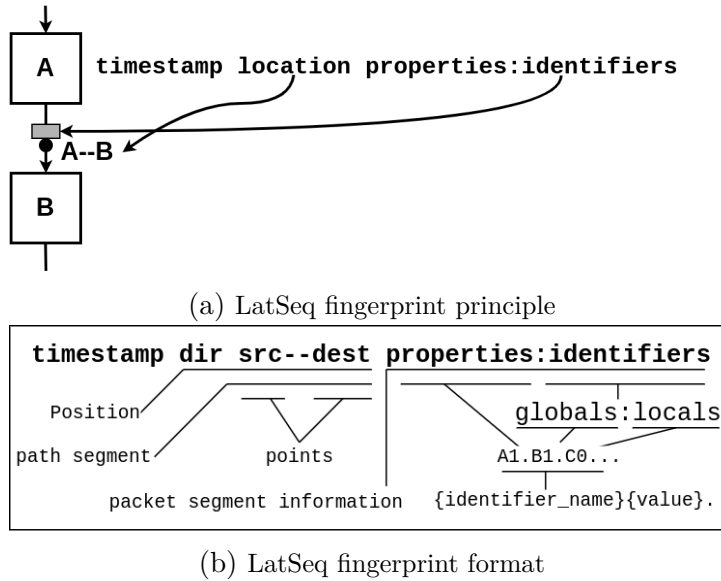 A
timestamp location properties:identifiers
A--B
B
(a) LatSeq fingerprint principle
timestamp dir src--dest properties:identifiers
Position
globals:locals
path segment
points
A1.B1.C0...
packet segment information
{identifier_name}{value}.
(b) LatSeq fingerprint format